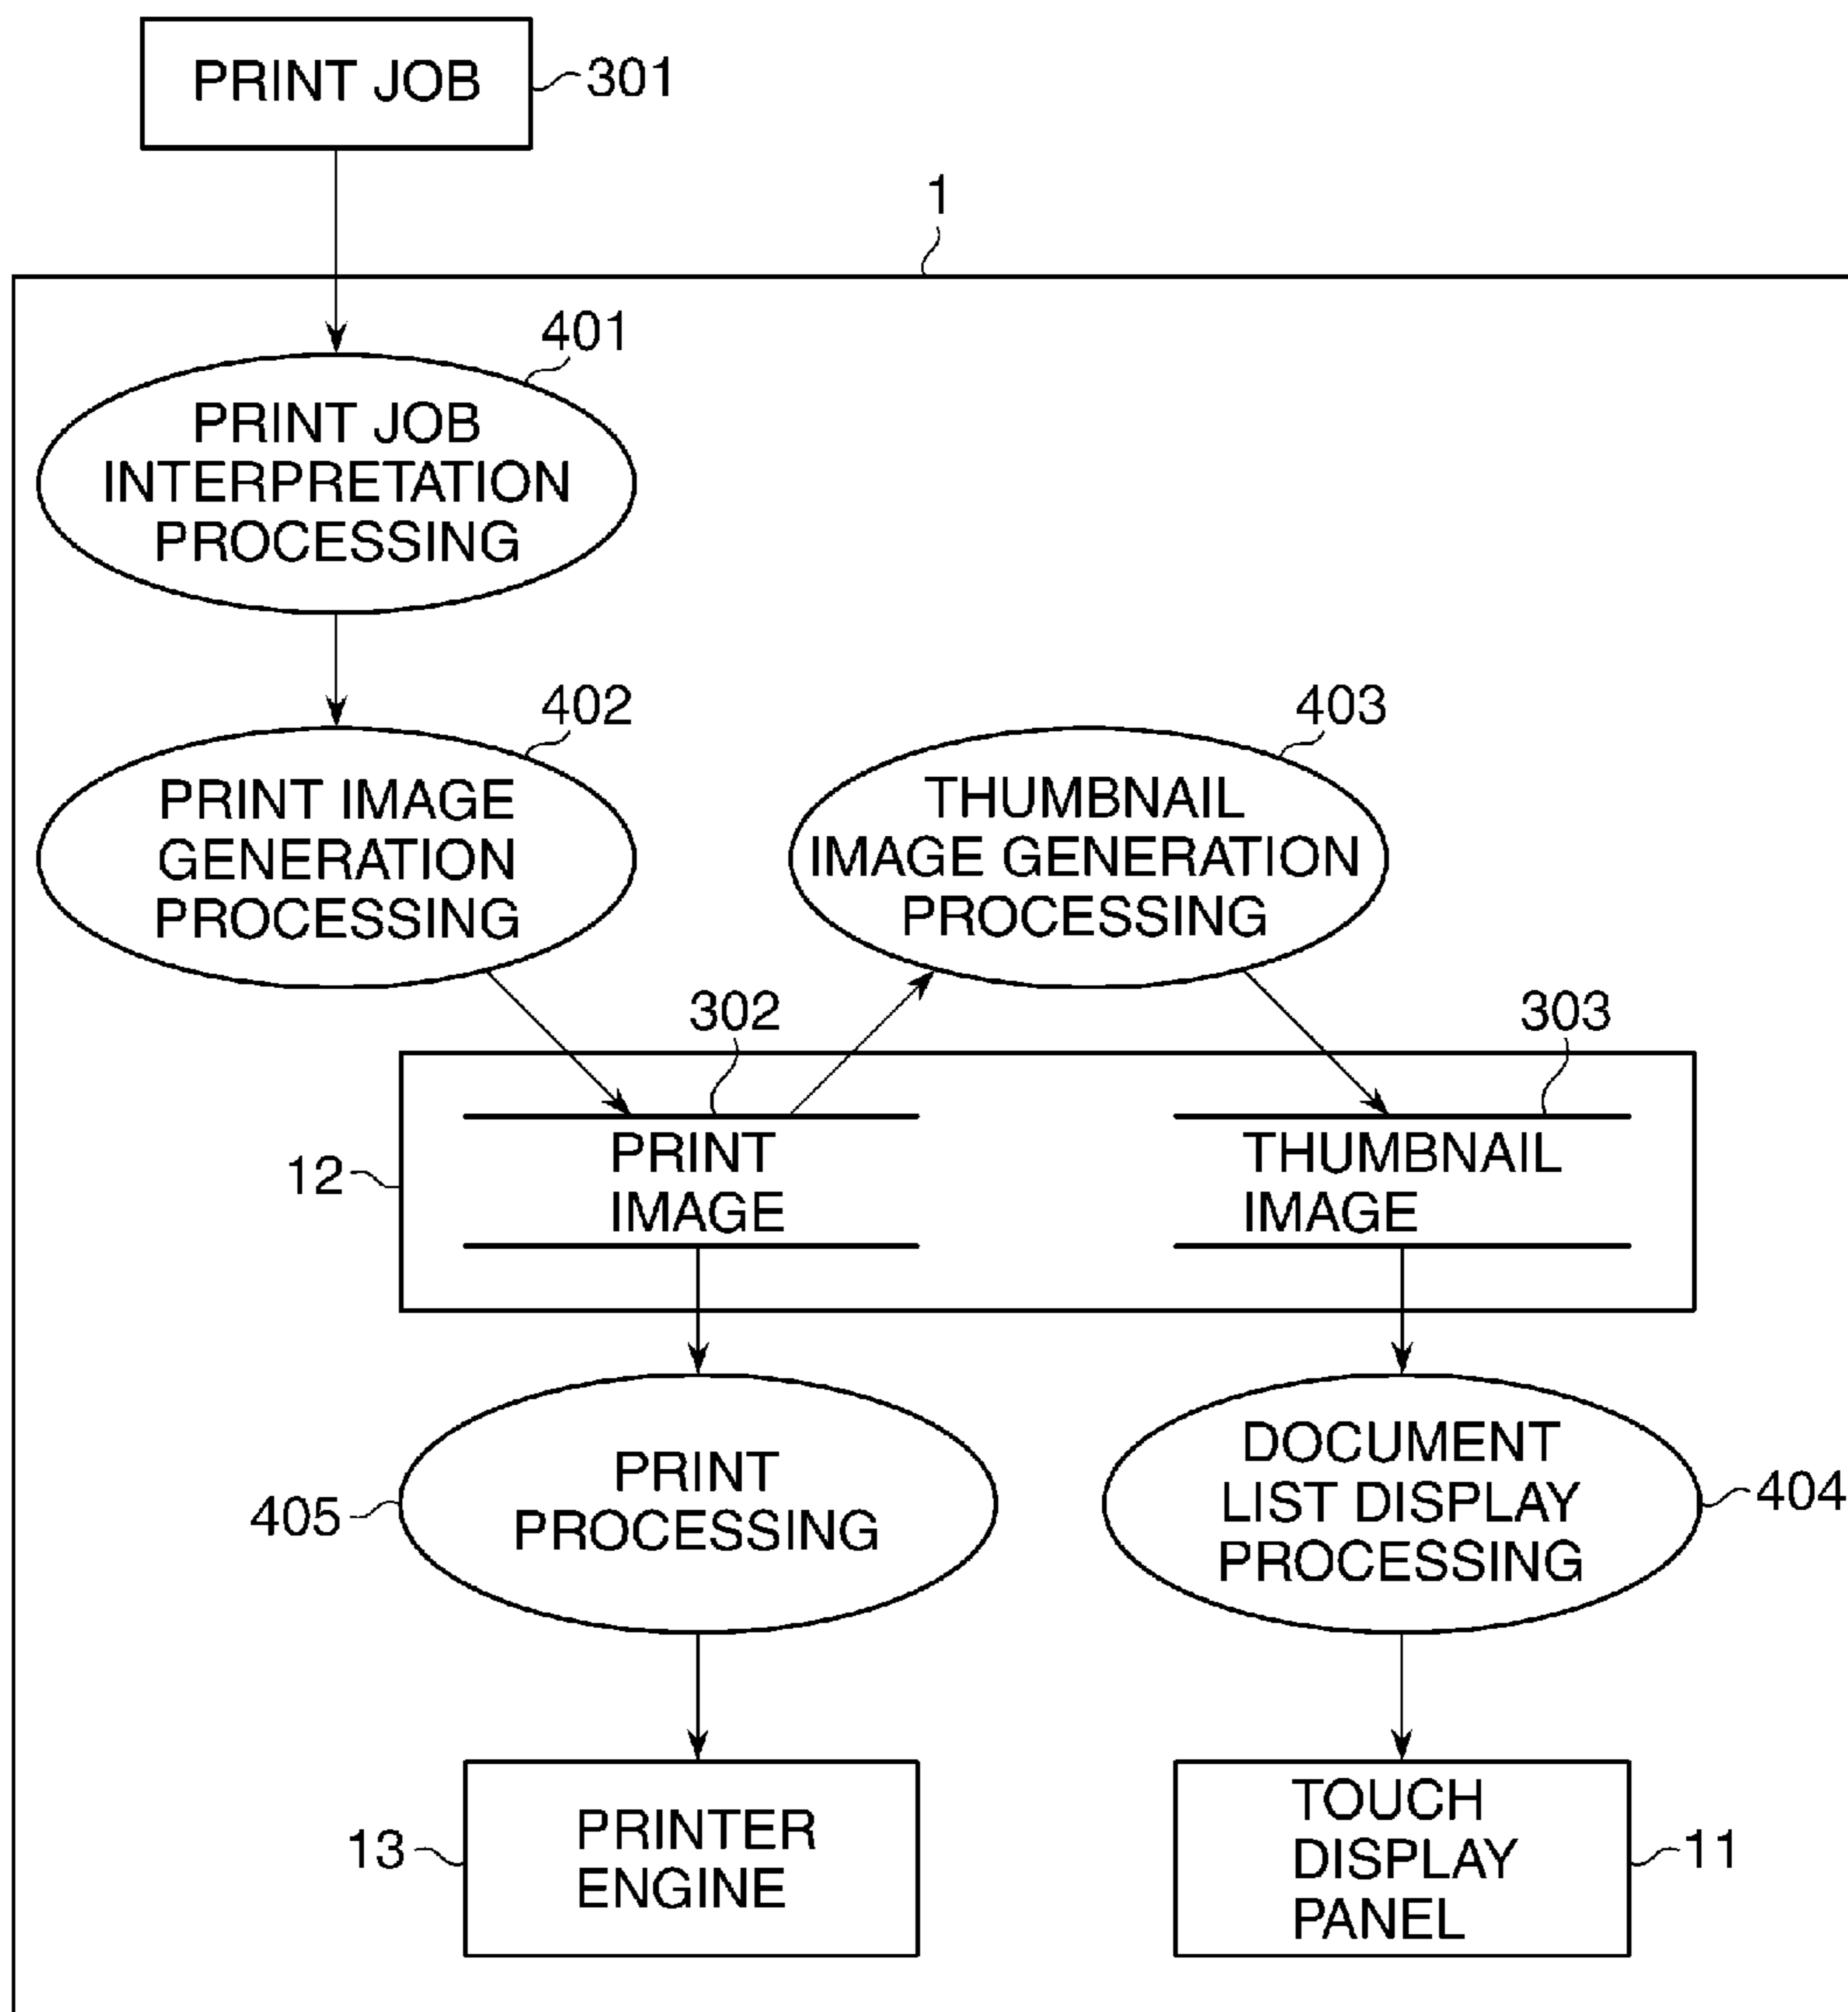 PRINT JOB
301
1
401
PRINT JOB
INTERPRETATION
PROCESSING
402
PRINT IMAGE
GENERATION
PROCESSING
403
THUMBNAIL
IMAGE GENERATION
PROCESSING
302
303
12
PRINT
IMAGE
THUMBNAIL
IMAGE
405
PRINT
PROCESSING
DOCUMENT
LIST DISPLAY
PROCESSING
404
13
PRINTER
ENGINE
TOUCH
DISPLAY
PANEL
11